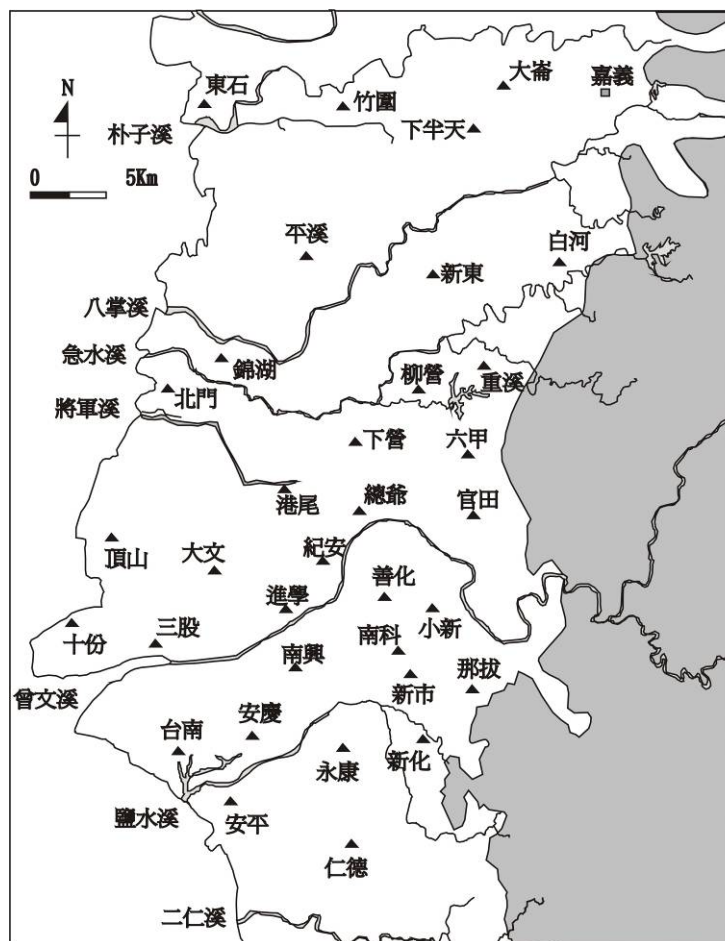 東石
大崙
嘉義
竹圍
N
朴子溪
下半天
0 5Km
平溪
白河
新東
八掌溪
急水溪
錦湖
柳營
重溪
北門
將軍溪
下營
六甲
港尾
總爺
官田
頂山
大文
紀安
善化
進學
小新
十份
三股
南科
南興
曾文溪
新市
那拔
台南
安慶
永康
新化
鹽水溪
安平
仁德
二仁溪